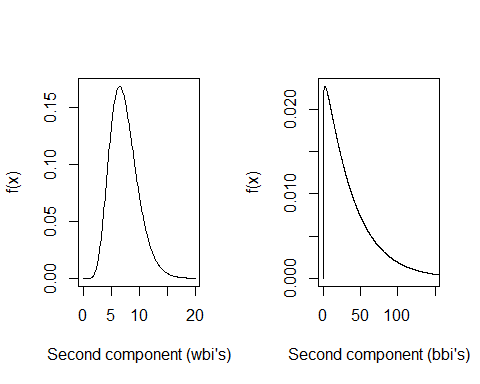 f(x)
0.15
0.10
0.05
0.00
0 5 10 20
Second component (wbi's)
f(x)
0.020
0.010
0.000
0 50 100
Second component (bbi's)